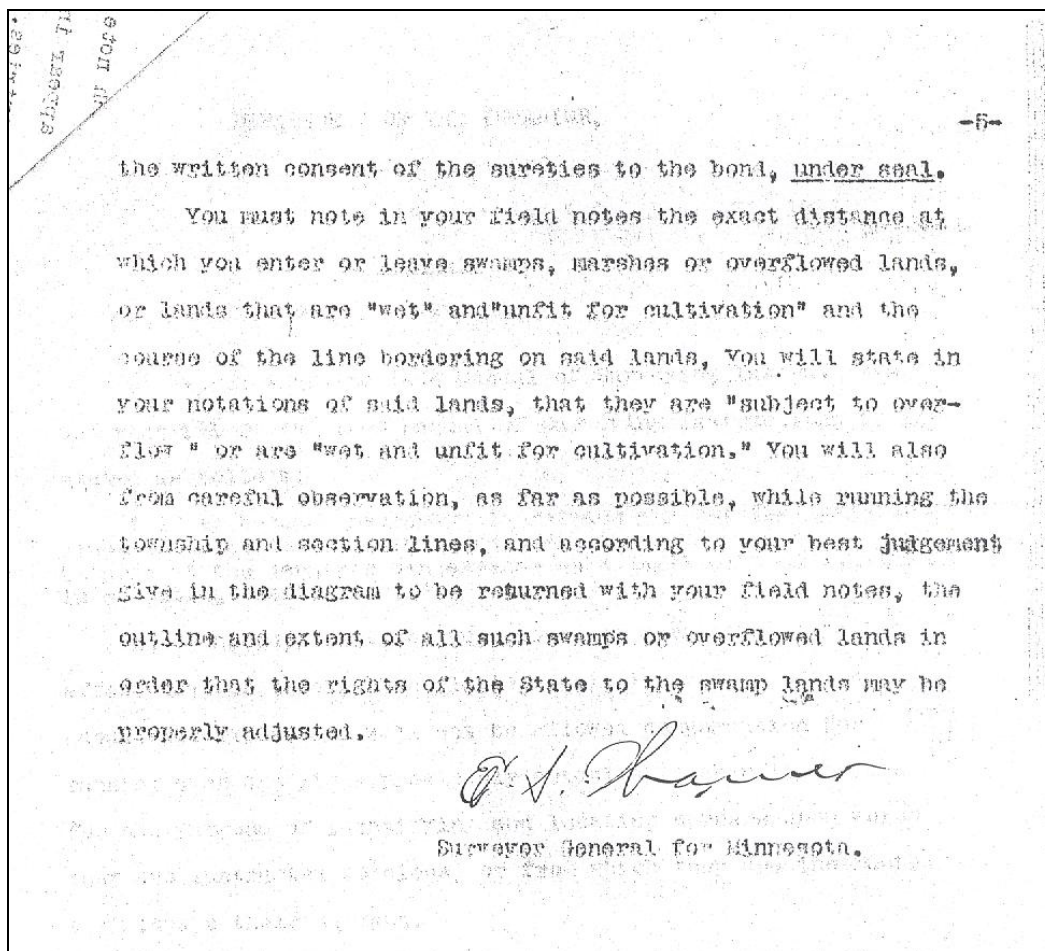 -5-
the written consent of the sureties to the bond, under seal.
You must note in your field notes the exact distance at
which you enter or leave swamps, marshes or overflowed lands,
or lands that are "wet" and"unfit for cultivation" and the
course of the line bordering on said lands, You will state in
your notations of said lands, that they are "subject to over-
flow " or are "wet and unfit for cultivation." You will also
from careful observation, as far as possible, while running the
township and section lines, and according to your best judgement
give in the diagram to be returned with your field notes, the
outline and extent of all such swamps or overflowed lands in
order that the rights of the State to the swamp lands may be
properly adjusted.
E S. Warner
Surveyor General for Minnesota.